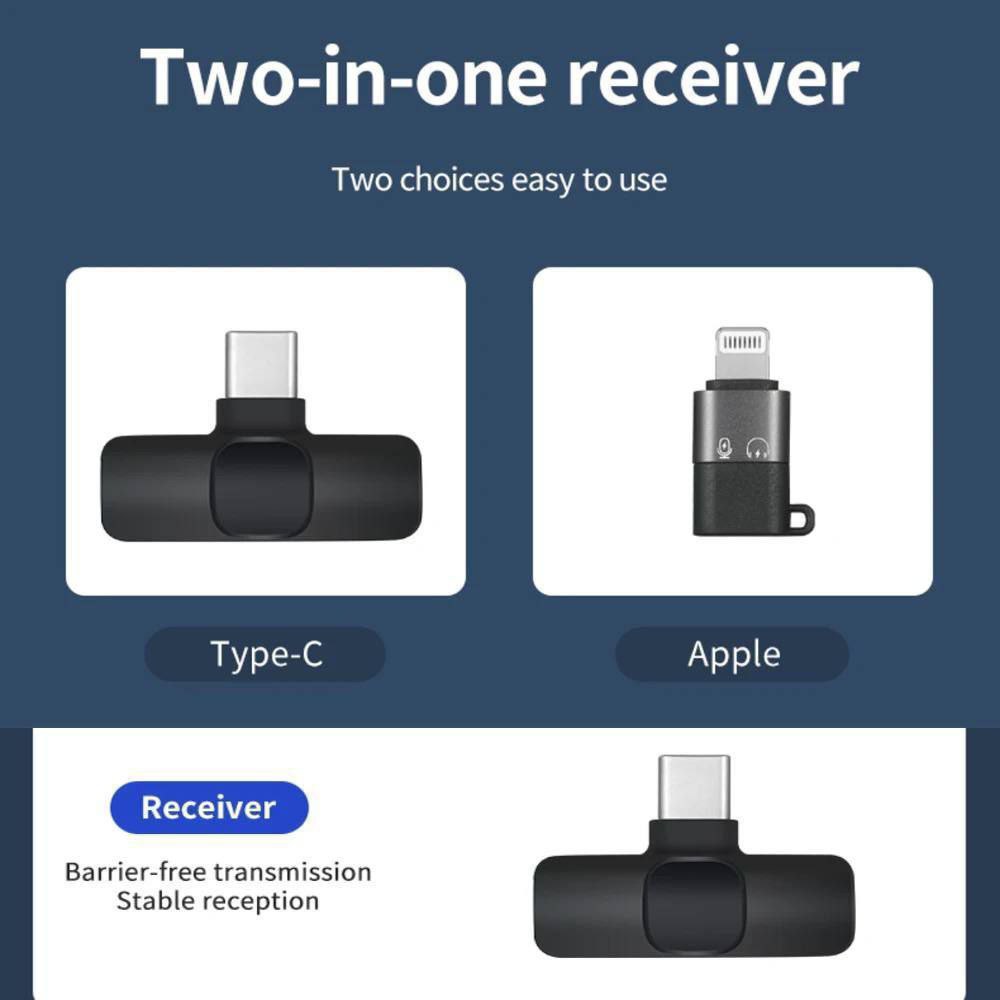 Two-in-one receiver
Two choices easy to use
Type-C
Apple
Receiver
Barrier-free transmission
Stable reception